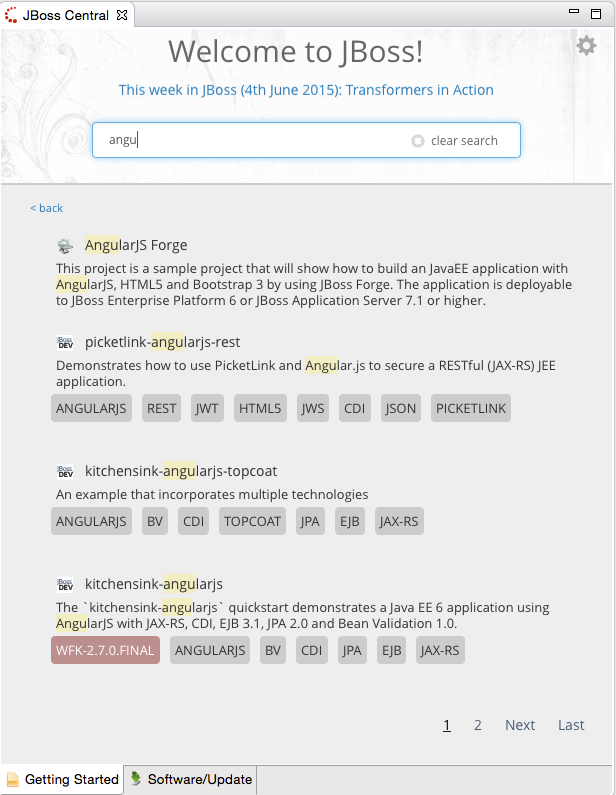 JBoss Central
Welcome to JBoss!
This week in JBoss (4th June 2015): Transformers in Action
angu clear search
< back
AngularJS Forge
This project is a sample project that will show how to build an JavaEE application with
AngularJS, HTML5 and Bootstrap 3 by using JBoss Forge. The application is deployable
to JBoss Enterprise Platform 6 or JBoss Application Server 7.1 or higher.
JBoss
DEV
picketlink-angularjs-rest
Demonstrates how to use PicketLink and Angular.js to secure a RESTful (JAX-RS) JEE
application.
ANGULARJS REST JWT HTML5 JWS CDI JSON PICKETLINK
JBoss
DEV
kitchensink-angularjs-topcoat
An example that incorporates multiple technologies
ANGULARJS BV CDI TOPCOAT JPA EJB JAX-RS
JBoss
DEV
kitchensink-angularjs
The `kitchensink-angularjs` quickstart demonstrates a Java EE 6 application using
AngularJS with JAX-RS, CDI, EJB 3.1, JPA 2.0 and Bean Validation 1.0.
WFK-2.7.0.FINAL ANGULARJS BV CDI JPA EJB JAX-RS
1 2 Next Last
Getting Started Software/Update